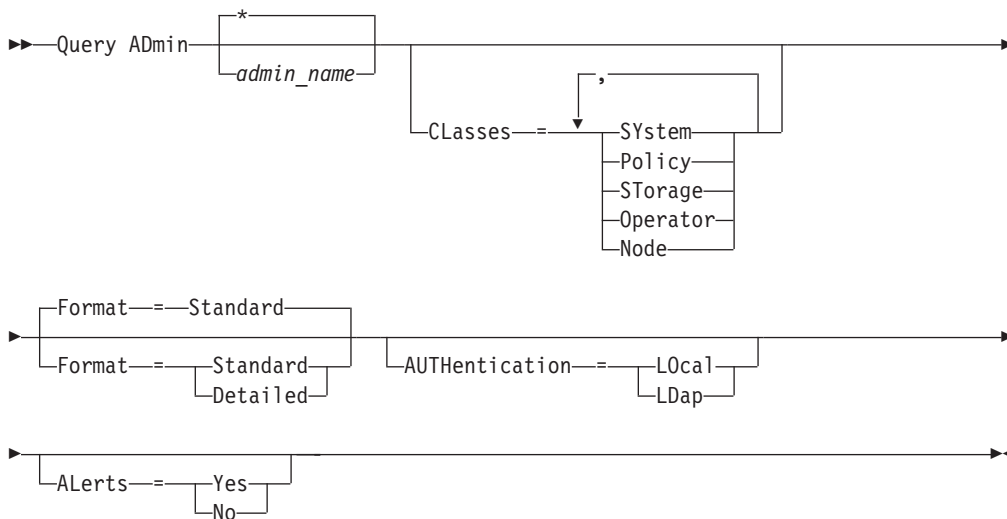 *
Query ADmin
admin_name
,
CLasses = SYstem
Policy
STorage
Operator
Node
Format = Standard
Format = Standard
Detailed
AUTHentication = LOcal
LDap
ALerts = Yes
No